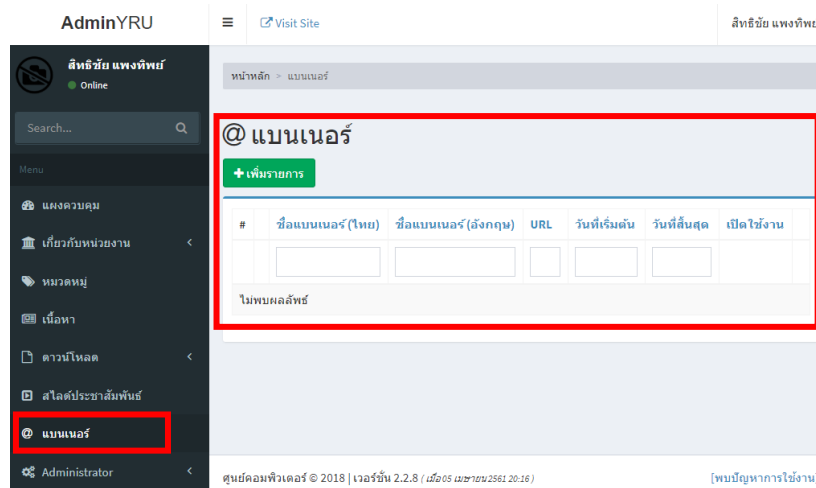 AdminYRU
Visit Site
สิทธิชัย แพงทิพย์
สิทธิชัย แพงทิพย์
Online
Search...
Menu
แผงควบคุม
เกี่ยวกับหน่วยงาน
หมวดหมู่
เนื้อหา
ดาวน์โหลด
สไลด์ประชาสัมพันธ์
@ แบนเนอร์
Administrator
หน้าหลัก > แบนเนอร์
@ แบนเนอร์
+ เพิ่มรายการ
# ชื่อแบนเนอร์ (ไทย) ชื่อแบนเนอร์ (อังกฤษ) URL วันที่เริ่มต้น วันที่สิ้นสุด เปิดใช้งาน
ไม่พบผลลัพธ์
ศูนย์คอมพิวเตอร์ © 2018 | เวอร์ชั่น 2.2.8 ( เมื่อ 05 เมษายน 2561 20:16 )
[พบปัญหาการใช้งาน]